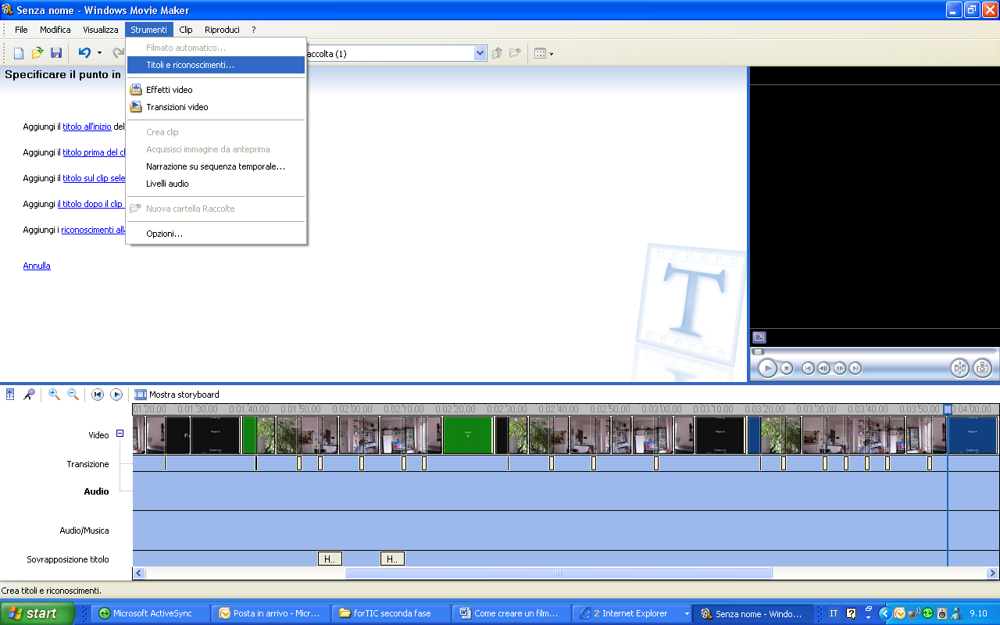 Senza nome - Windows Movie Maker
File Modifica Visualizza Strumenti Clip Riproduci ?
Filmato automatico...
Titoli e riconoscimenti...
Effetti video
Transizioni video
Crea clip
Acquisisci immagine da anteprima
Narrazione su sequenza temporale...
Livelli audio
Nuova cartella Raccolte
Opzioni...
accolta (1)
Specificare il punto in
Aggiungi il titolo all'inizio del
Aggiungi il titolo prima del
Aggiungi il titolo sul clip
Aggiungi il titolo dopo il clip
Aggiungi i riconoscimenti
Annulla
T
Mostra storyboard
01.20,00 0.01.30,00 0.01.40,00 0.01.50,00 0.02.00,00 0.02.10,00 0.02.20,00 0.02.30,00 0.02.40,00 0.02.50,00 0.03.00,00 0.03.10,00 0.03.20,00 0.03.30,00 0.03.40,00 0.03.50,00 0.04.00,00
Video
Transizione
Audio
Audio/Musica
Sovrapposizione titolo
H.. H..
Crea titoli e riconoscimenti.
start Microsoft ActiveSync Posta in arrivo - Micr... forTIC seconda fase Come creare un film... 2 Internet Explorer Senza nome - Windo... IT 9.10